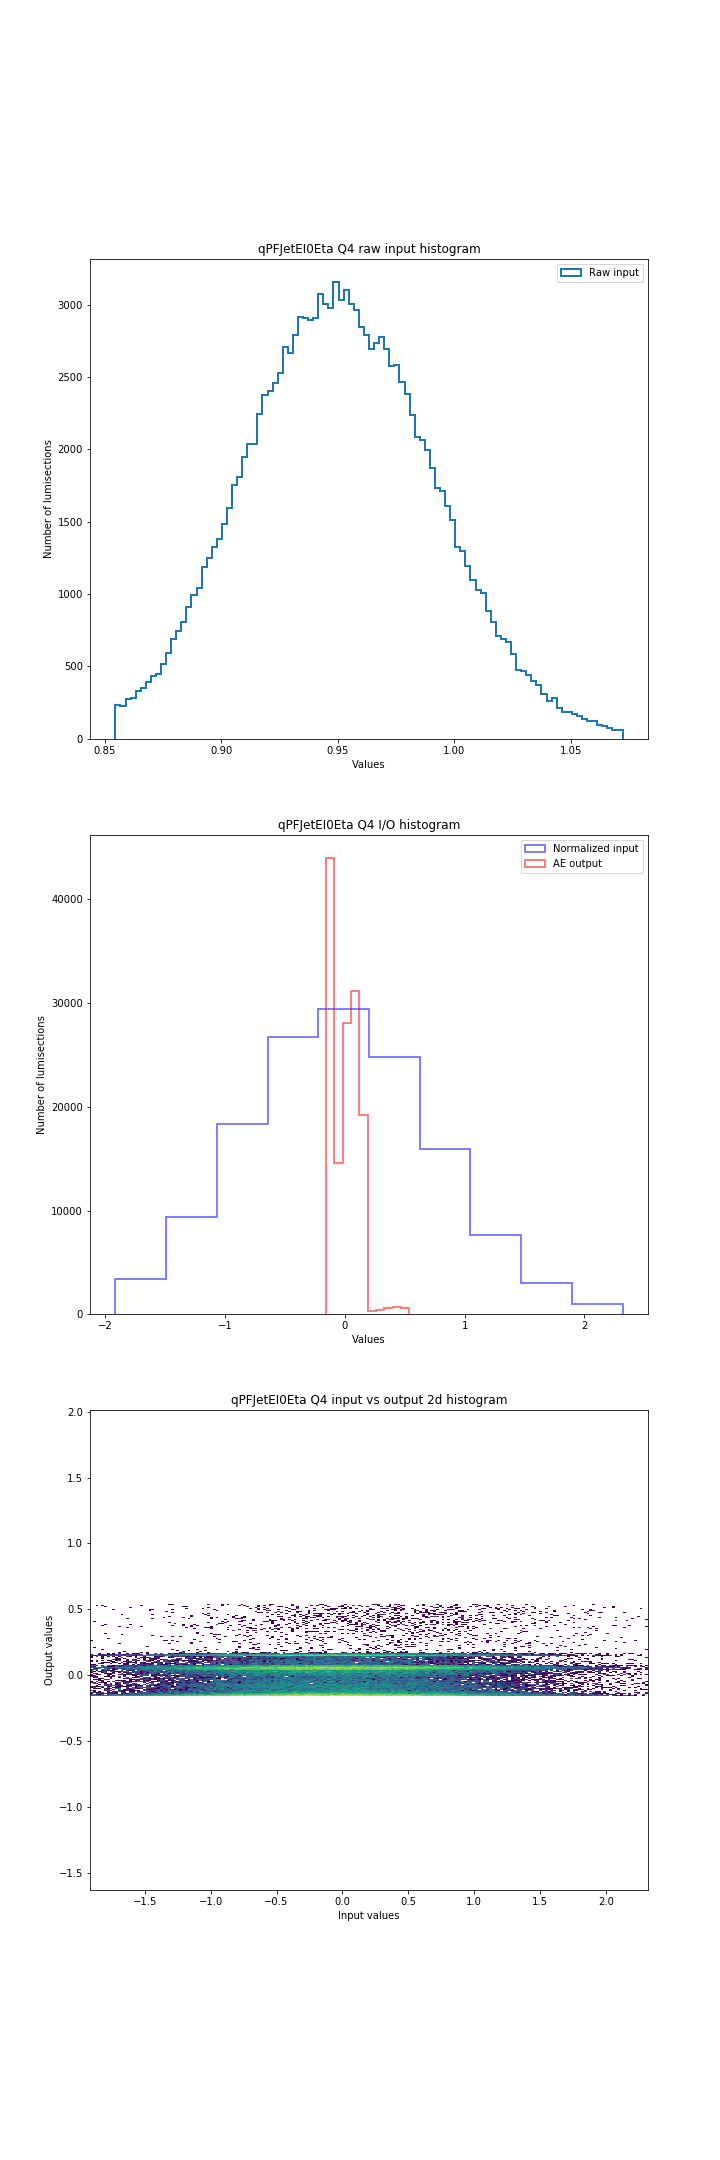 qPFJetEI0Eta Q4 raw input histogram
Raw input
3000
2500
2000
1500
1000
500
0
Number of lumisections
0.85 0.90 0.95 1.00 1.05
Values
qPFJetEI0Eta Q4 I/O histogram
Normalized input
AE output
40000
30000
20000
10000
0
Number of lumisections
−2 −1 0 1 2
Values
qPFJetEI0Eta Q4 input vs output 2d histogram
2.0
1.5
1.0
0.5
0.0
−0.5
−1.0
−1.5
Output values
−1.5 −1.0 −0.5 0.0 0.5 1.0 1.5 2.0
Input values